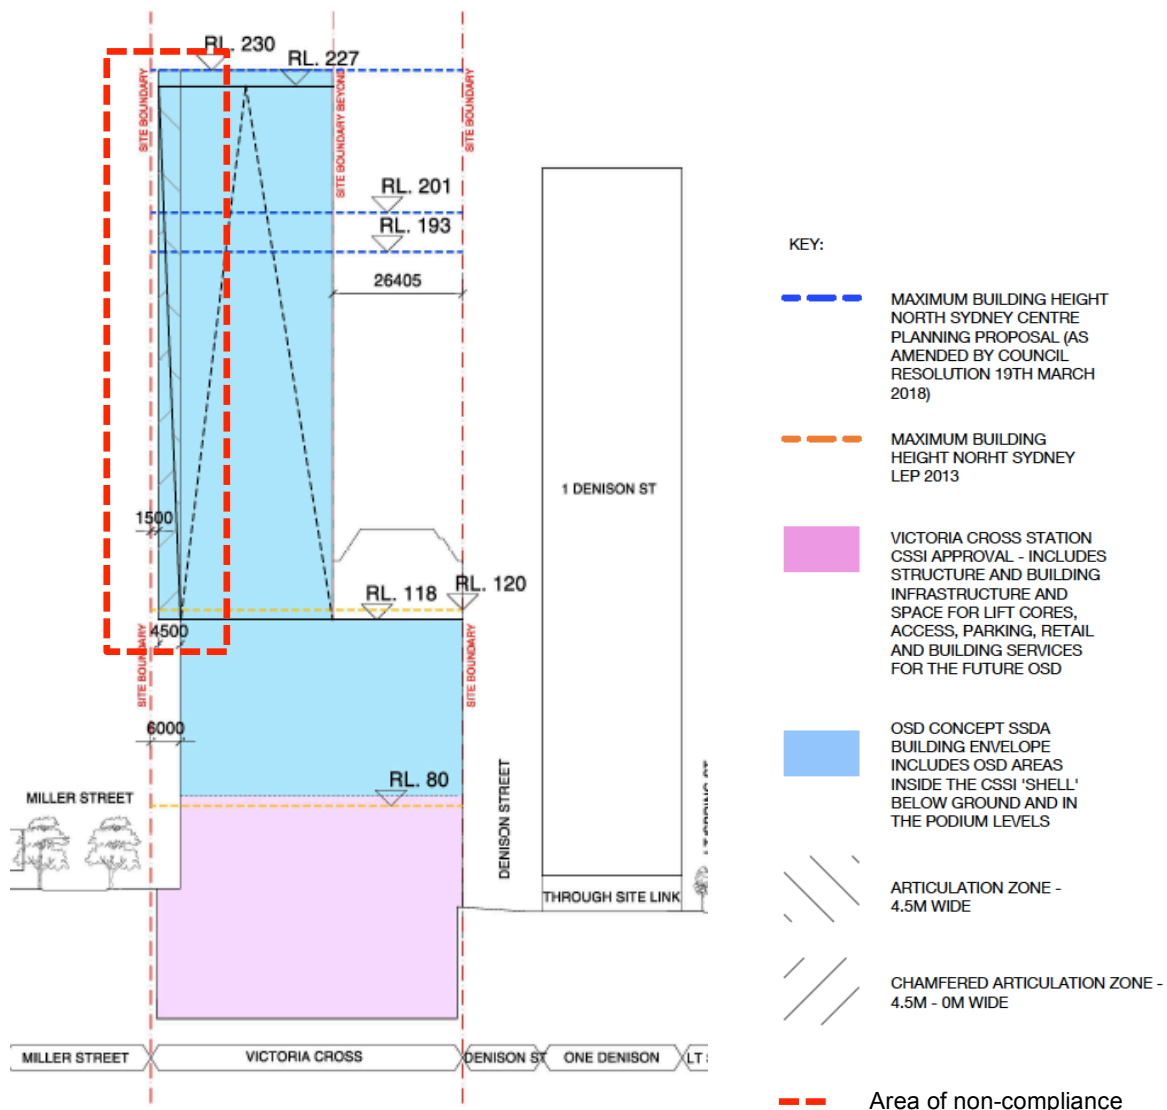 RL. 230
RL. 227
SITE BOUNDARY
SITE BOUNDARY BEYOND
SITE BOUNDARY
RL. 201
RL. 193
26405
1 DENISON ST
1500
RL. 118
RL. 120
4500
SITE BOUNDARY
SITE BOUNDARY
6000
RL. 80
MILLER STREET
DENISON STREET
THROUGH SITE LINK
MILLER STREET
VICTORIA CROSS
DENISON ST
ONE DENISON
LT
KEY:
MAXIMUM BUILDING HEIGHT
NORTH SYDNEY CENTRE
PLANNING PROPOSAL (AS
AMENDED BY COUNCIL
RESOLUTION 19TH MARCH
2018)
MAXIMUM BUILDING
HEIGHT NORHT SYDNEY
LEP 2013
VICTORIA CROSS STATION
CSSI APPROVAL - INCLUDES
STRUCTURE AND BUILDING
INFRASTRUCTURE AND
SPACE FOR LIFT CORES,
ACCESS, PARKING, RETAIL
AND BUILDING SERVICES
FOR THE FUTURE OSD
OSD CONCEPT SSDA
BUILDING ENVELOPE
INCLUDES OSD AREAS
INSIDE THE CSSI 'SHELL'
BELOW GROUND AND IN
THE PODIUM LEVELS
ARTICULATION ZONE -
4.5M WIDE
CHAMFERED ARTICULATION ZONE -
4.5M - 0M WIDE
Area of non-compliance